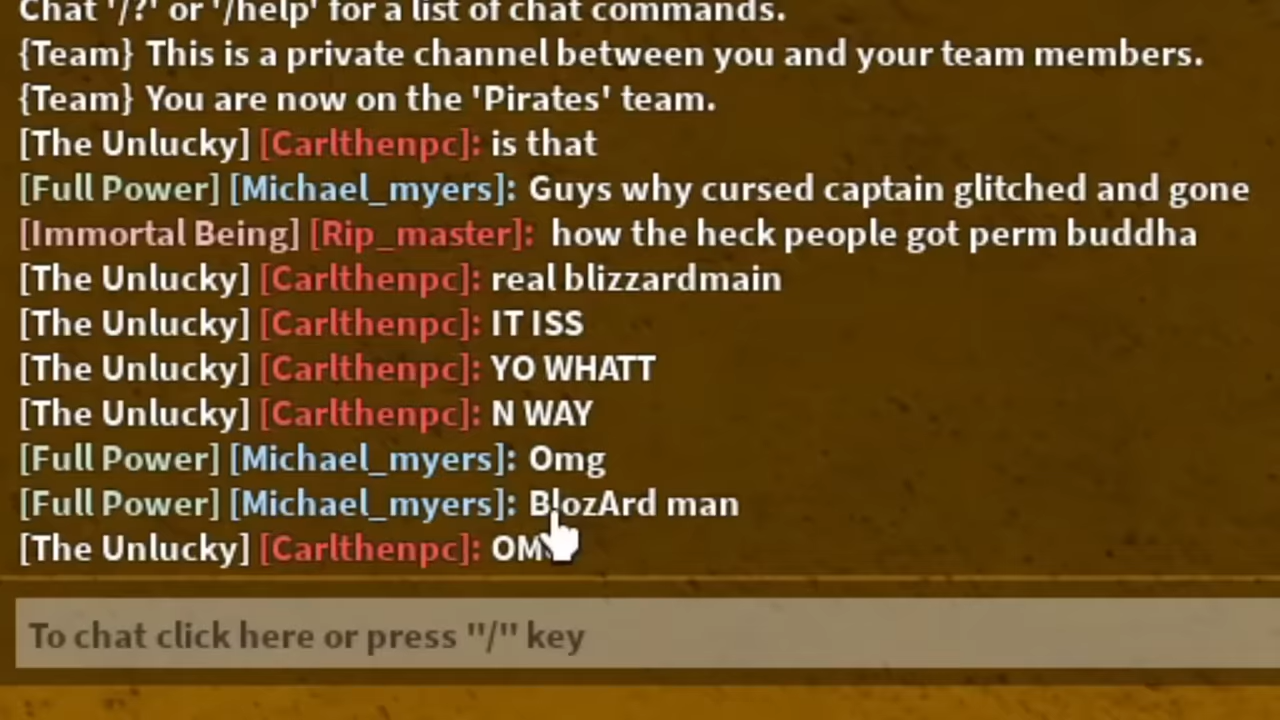 Chat '/?' or '/help' for a list of chat commands.
{Team} This is a private channel between you and your team members.
{Team} You are now on the 'Pirates' team.
[The Unlucky] [Carlthenpc]: is that
[Full Power] [Michael_myers]: Guys why cursed captain glitched and gone
[Immortal Being] [Rip_master]: how the heck people got perm buddha
[The Unlucky] [Carlthenpc]: real blizzardmain
[The Unlucky] [Carlthenpc]: IT ISS
[The Unlucky] [Carlthenpc]: YO WHATT
[The Unlucky] [Carlthenpc]: N WAY
[Full Power] [Michael_myers]: Omg
[Full Power] [Michael_myers]: BlozArd man
[The Unlucky] [Carlthenpc]:
To chat click here or press "/" key